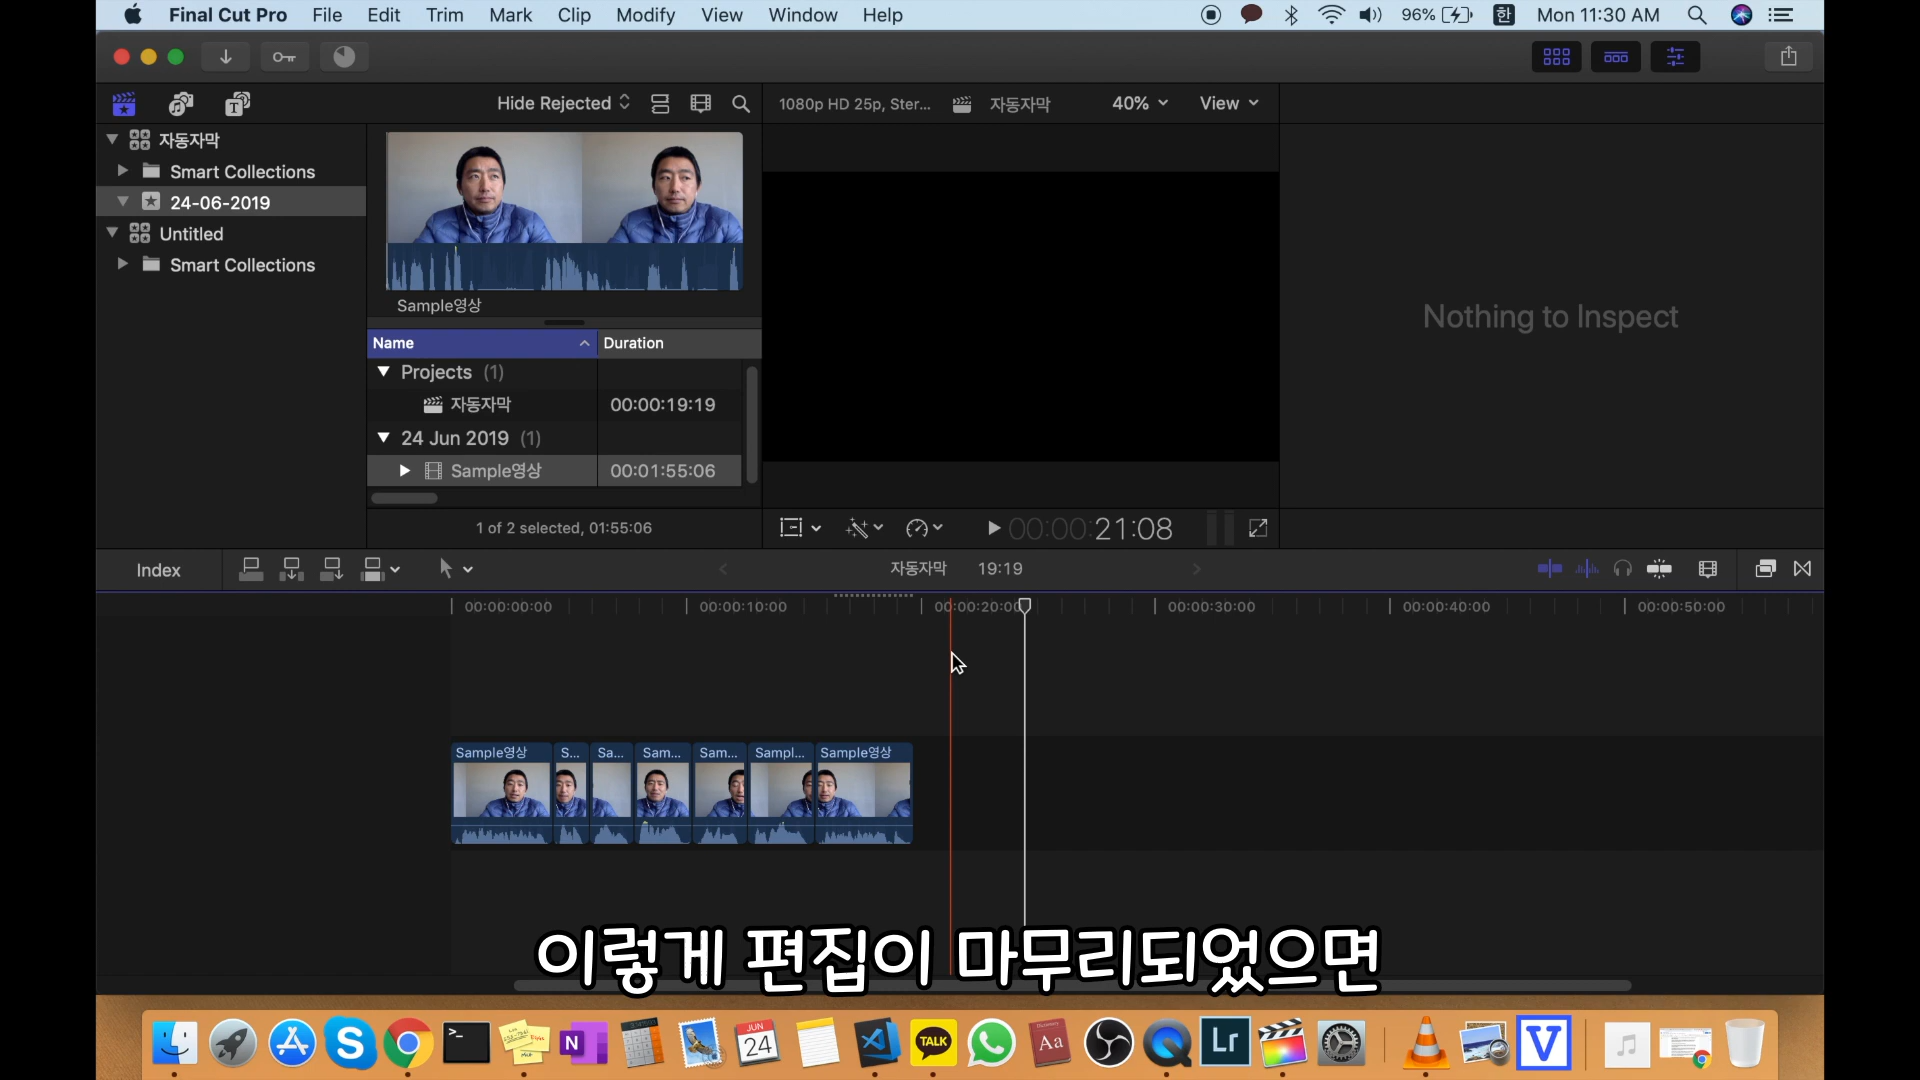 Final Cut Pro File Edit Trim Mark Clip Modify View Window Help 96% 한 Mon 11:30 AM
Hide Rejected 1080p HD 25p, Ster... 자동자막 40% View
자동자막
Smart Collections
24-06-2019
Untitled
Smart Collections
Sample영상
Name Duration
Projects (1)
자동자막 00:00:19:19
24 Jun 2019 (1)
Sample영상 00:01:55:06
1 of 2 selected, 01:55:06
00:00:21:08
Nothing to Inspect
Index 자동자막 19:19
00:00:00:00 00:00:10:00 00:00:20:00 00:00:30:00 00:00:40:00 00:00:50:00
Sample영상 S... Sa... Sam... Sam... Sampl... Sample영상
이렇게 편집이 마무리되었으면
JUN
24
N
TALK
Aa
Lr
V